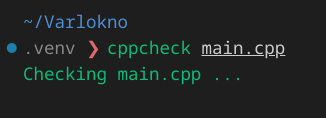 ~/Varlokno
.venv ❯ cppcheck main.cpp
Checking main.cpp ...